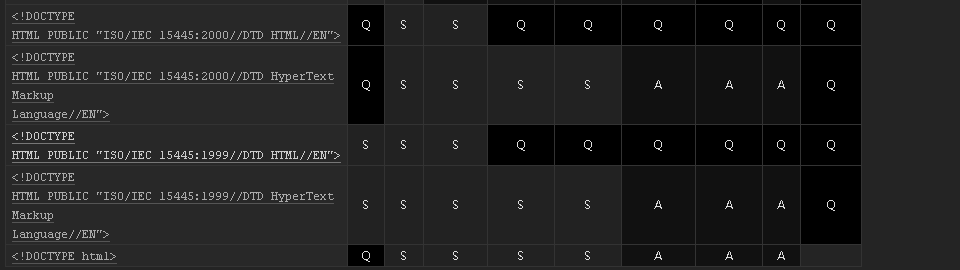 <!DOCTYPE
HTML PUBLIC "ISO/IEC 15445:2000//DTD HTML//EN"> Q S S Q Q Q Q Q Q
<!DOCTYPE
HTML PUBLIC "ISO/IEC 15445:2000//DTD HyperText
Markup
Language//EN"> Q S S S S A A A Q
<!DOCTYPE
HTML PUBLIC "ISO/IEC 15445:1999//DTD HTML//EN"> S S S Q Q Q Q Q Q
<!DOCTYPE
HTML PUBLIC "ISO/IEC 15445:1999//DTD HyperText
Markup
Language//EN"> S S S S S A A A Q
<!DOCTYPE html> Q S S S S A A A